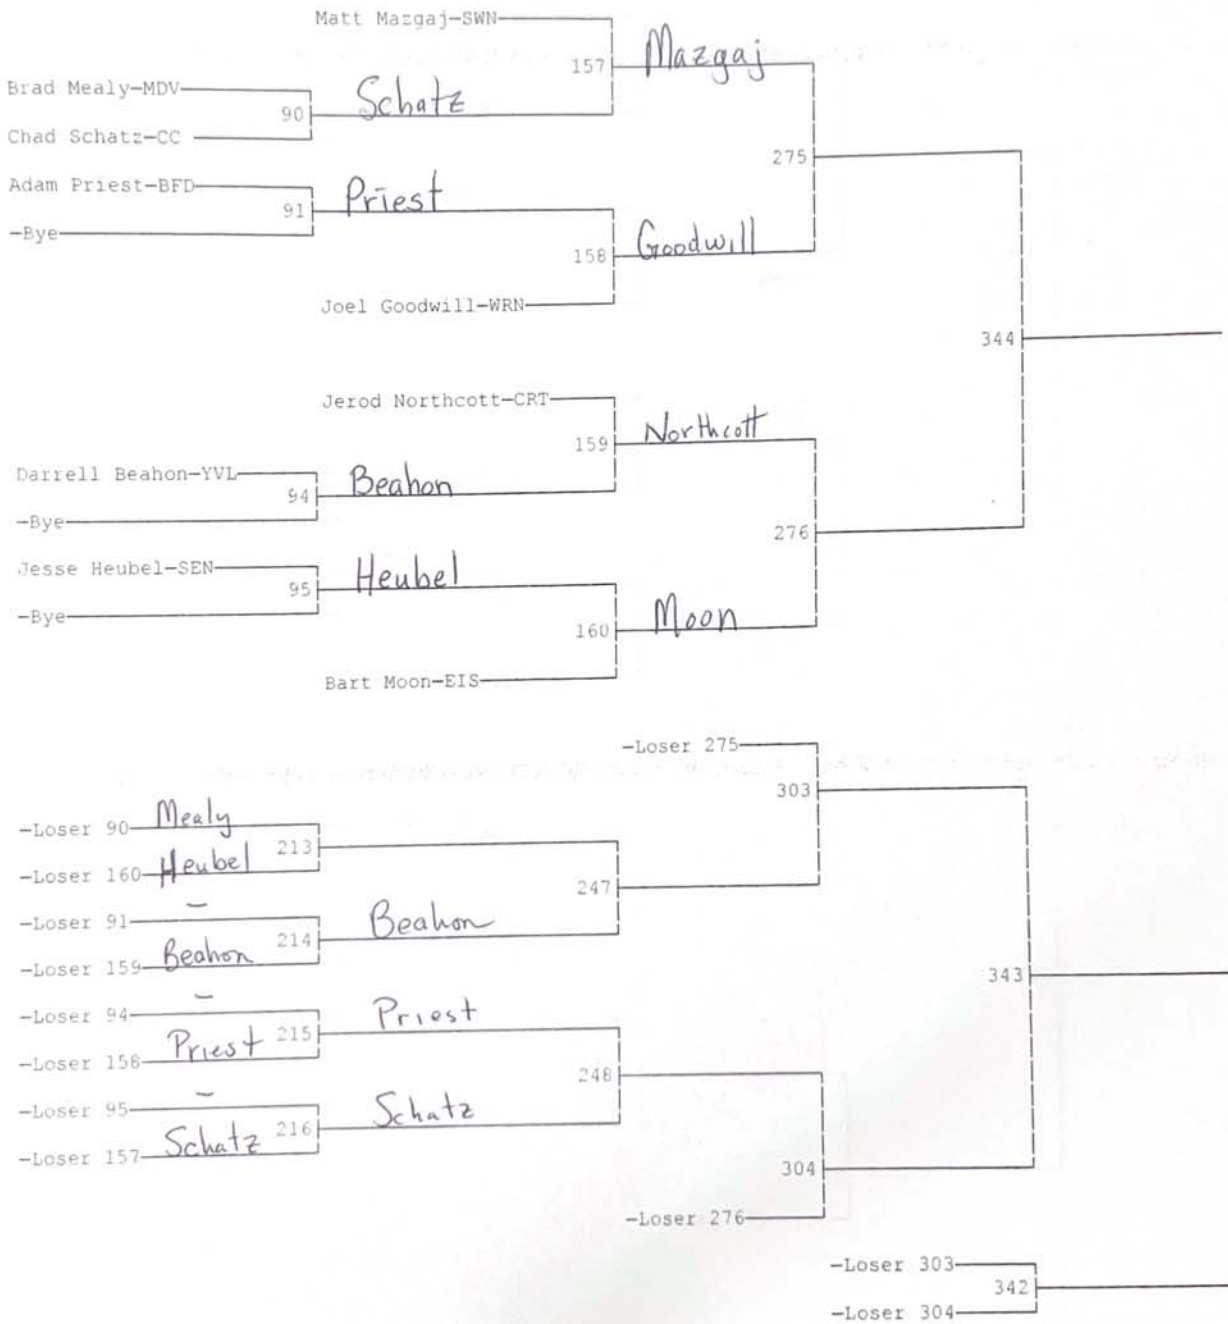 Matt Mazgaj-SWN
157 Mazgaj
Brad Mealy-MDV
90 Schatz
Chad Schatz-CC
275
Adam Priest-BFD
91 Priest
-Bye
158 Goodwill
Joel Goodwill-WRN
344
Jerod Northcott-CRT
159 Northcott
Darrell Beahon-YVL
94 Beahon
-Bye
276
Jesse Heubel-SEN
95 Heubel
-Bye
160 Moon
Bart Moon-EIS
-Loser 275
303
-Loser 90 Mealy
213
-Loser 160 Heubel
247
-Loser 91 -
214 Beahon
-Loser 159 Beahon
343
-Loser 94 -
215 Priest
-Loser 158 Priest
248
-Loser 95 -
216 Schatz
-Loser 157 Schatz
304
-Loser 276
-Loser 303
342
-Loser 304